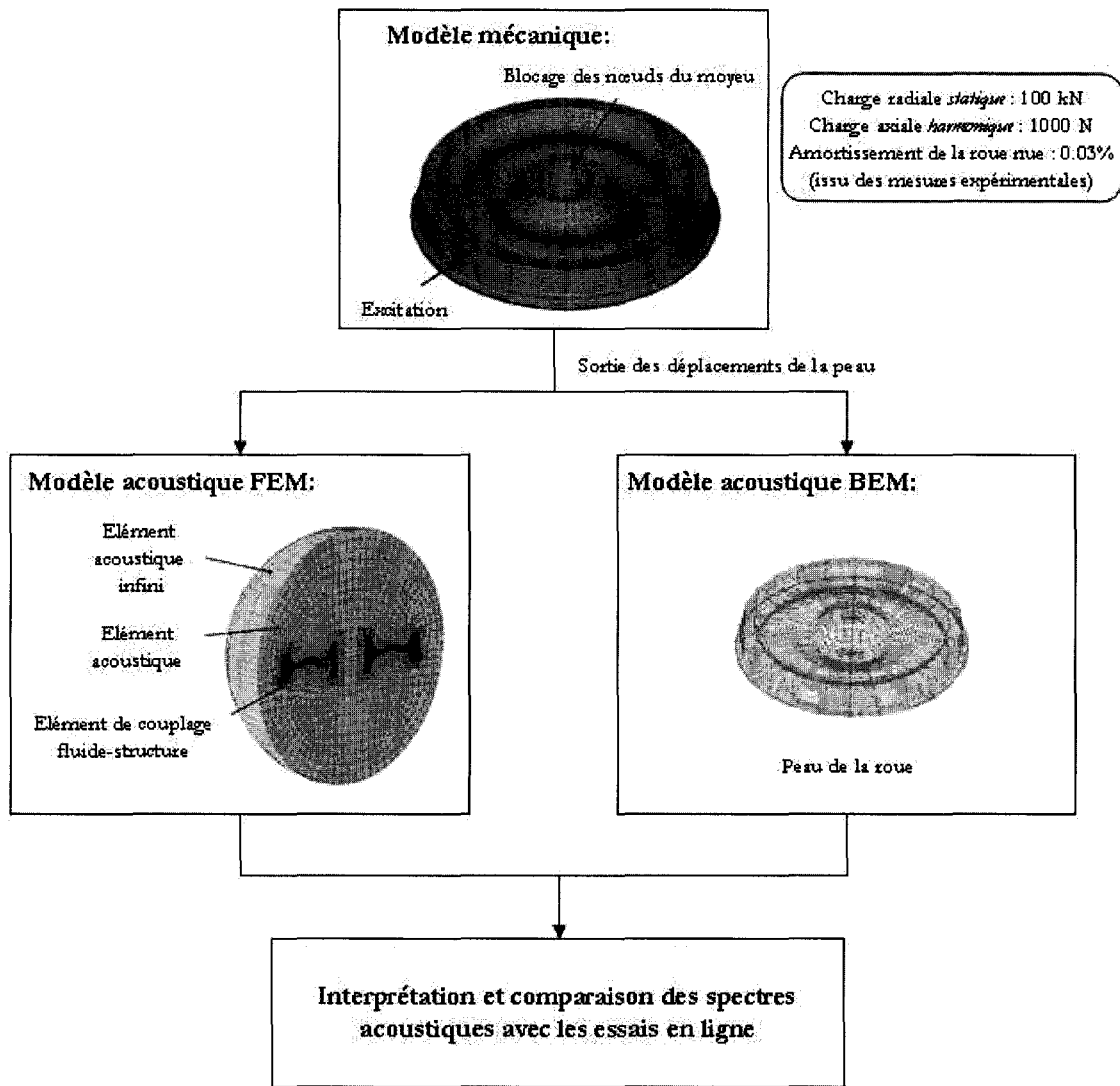 Modèle mécanique:
Blocage des nœuds du moyeu
Excitation
Charge radiale statique : 100 kN
Charge axiale harmonique : 1000 N
Amortissement de la roue nue : 0.03%
(issu des mesures expérimentales)
Sortie des déplacements de la peau
Modèle acoustique FEM:
Elément
acoustique
infini
Elément
acoustique
Elément de couplage
fluide-structure
Modèle acoustique BEM:
Peau de la roue
Interprétation et comparaison des spectres
acoustiques avec les essais en ligne